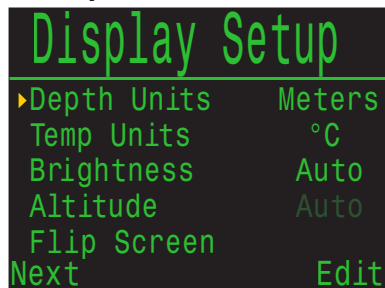 Display Setup
Depth Units Meters
Temp Units °C
Brightness Auto
Altitude Auto
Flip Screen
Next Edit